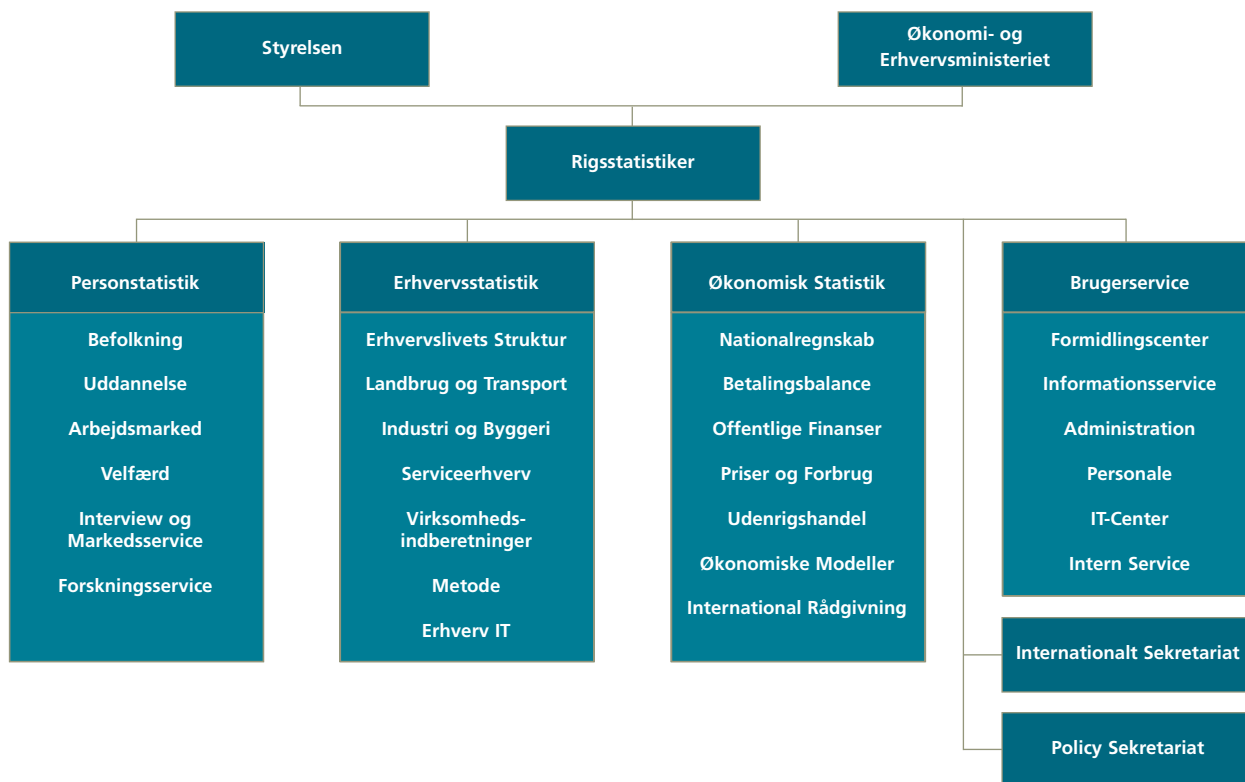 Styrelsen
Økonomi- og
Erhvervsministeriet
Rigsstatistiker
Personstatistik
Befolkning
Uddannelse
Arbejdsmarked
Velfærd
Interview og
Markedsservice
Forskningsservice
Erhvervsstatistik
Erhvervslivets Struktur
Landbrug og Transport
Industri og Byggeri
Serviceerhverv
Virksomheds-
indberetninger
Metode
Erhverv IT
Økonomisk Statistik
Nationalregnskab
Betalingsbalance
Offentlige Finanser
Priser og Forbrug
Udenrigshandel
Økonomiske Modeller
International Rådgivning
Brugerservice
Formidlingscenter
Informationsservice
Administration
Personale
IT-Center
Intern Service
Internationalt Sekretariat
Policy Sekretariat